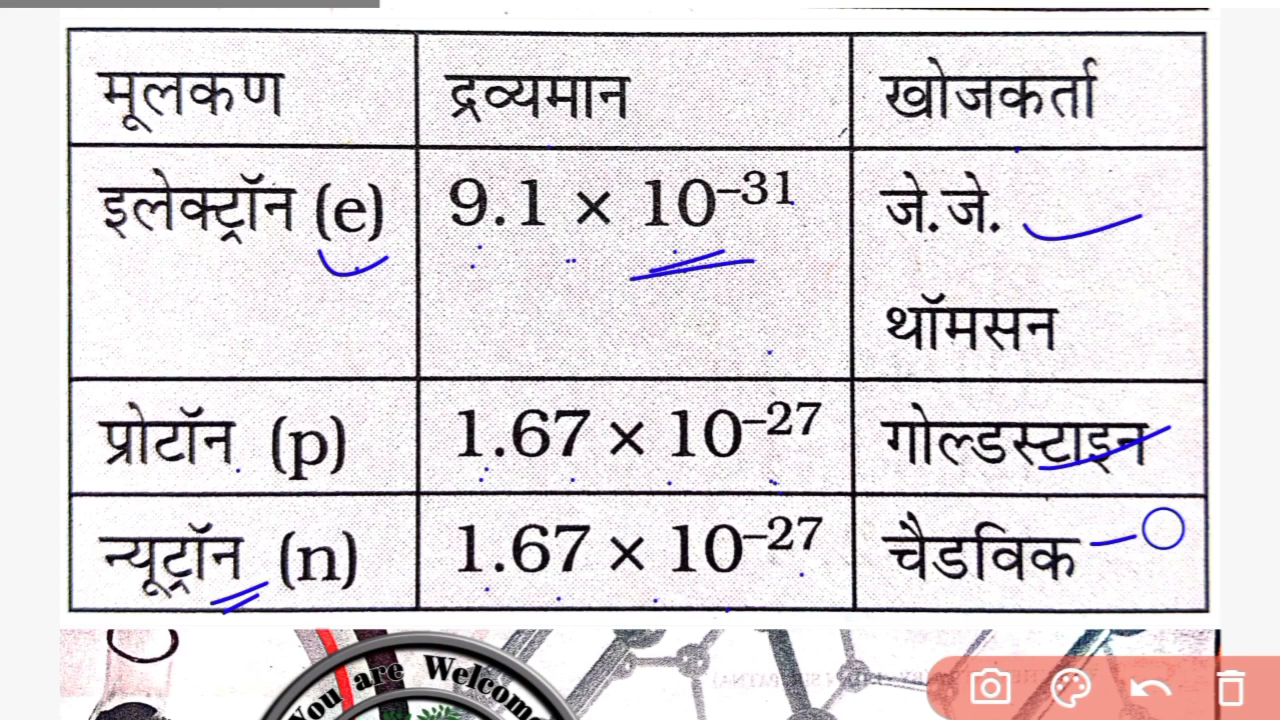 मूलकण द्रव्यमान खोजकर्ता
इलेक्ट्रॉन (e) 9.1 × 10⁻³¹ जे.जे.
थॉमसन
प्रोटॉन (p) 1.67 × 10⁻²⁷ गोल्डस्टाइन
न्यूट्रॉन (n) 1.67 × 10⁻²⁷ चैडविक
You are Welcome